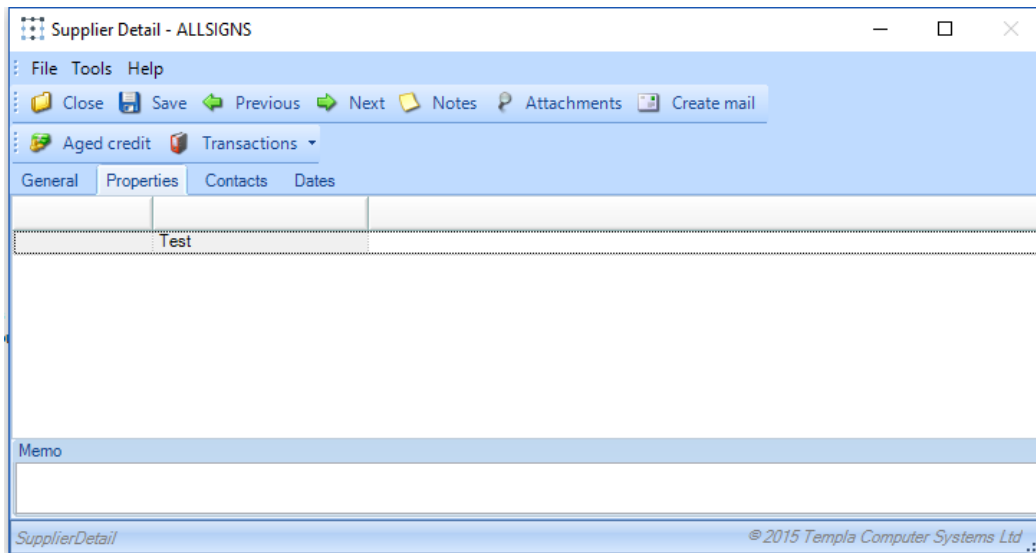 Supplier Detail - ALLSIGNS
File Tools Help
Close Save Previous Next Notes Attachments Create mail
Aged credit Transactions
General Properties Contacts Dates
Test
Memo
SupplierDetail © 2015 Templa Computer Systems Ltd